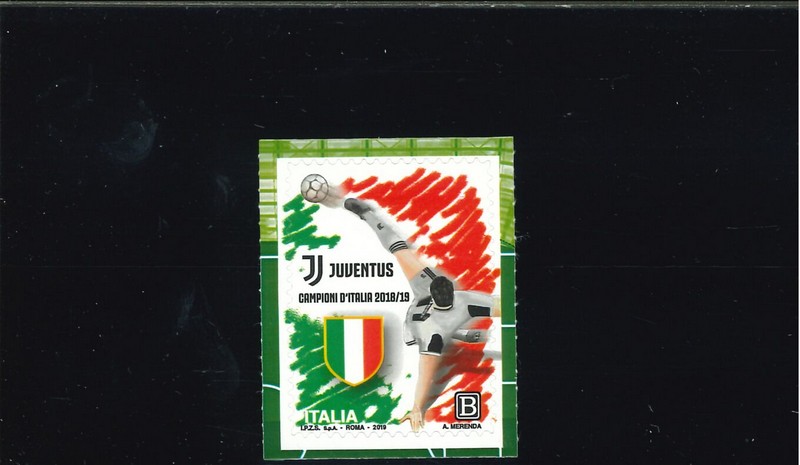 JUVENTUS
CAMPIONI D'ITALIA 2018/19
ITALIA
B
I.P.Z.S. S.p.A. - ROMA - 2019
A. MERENDA